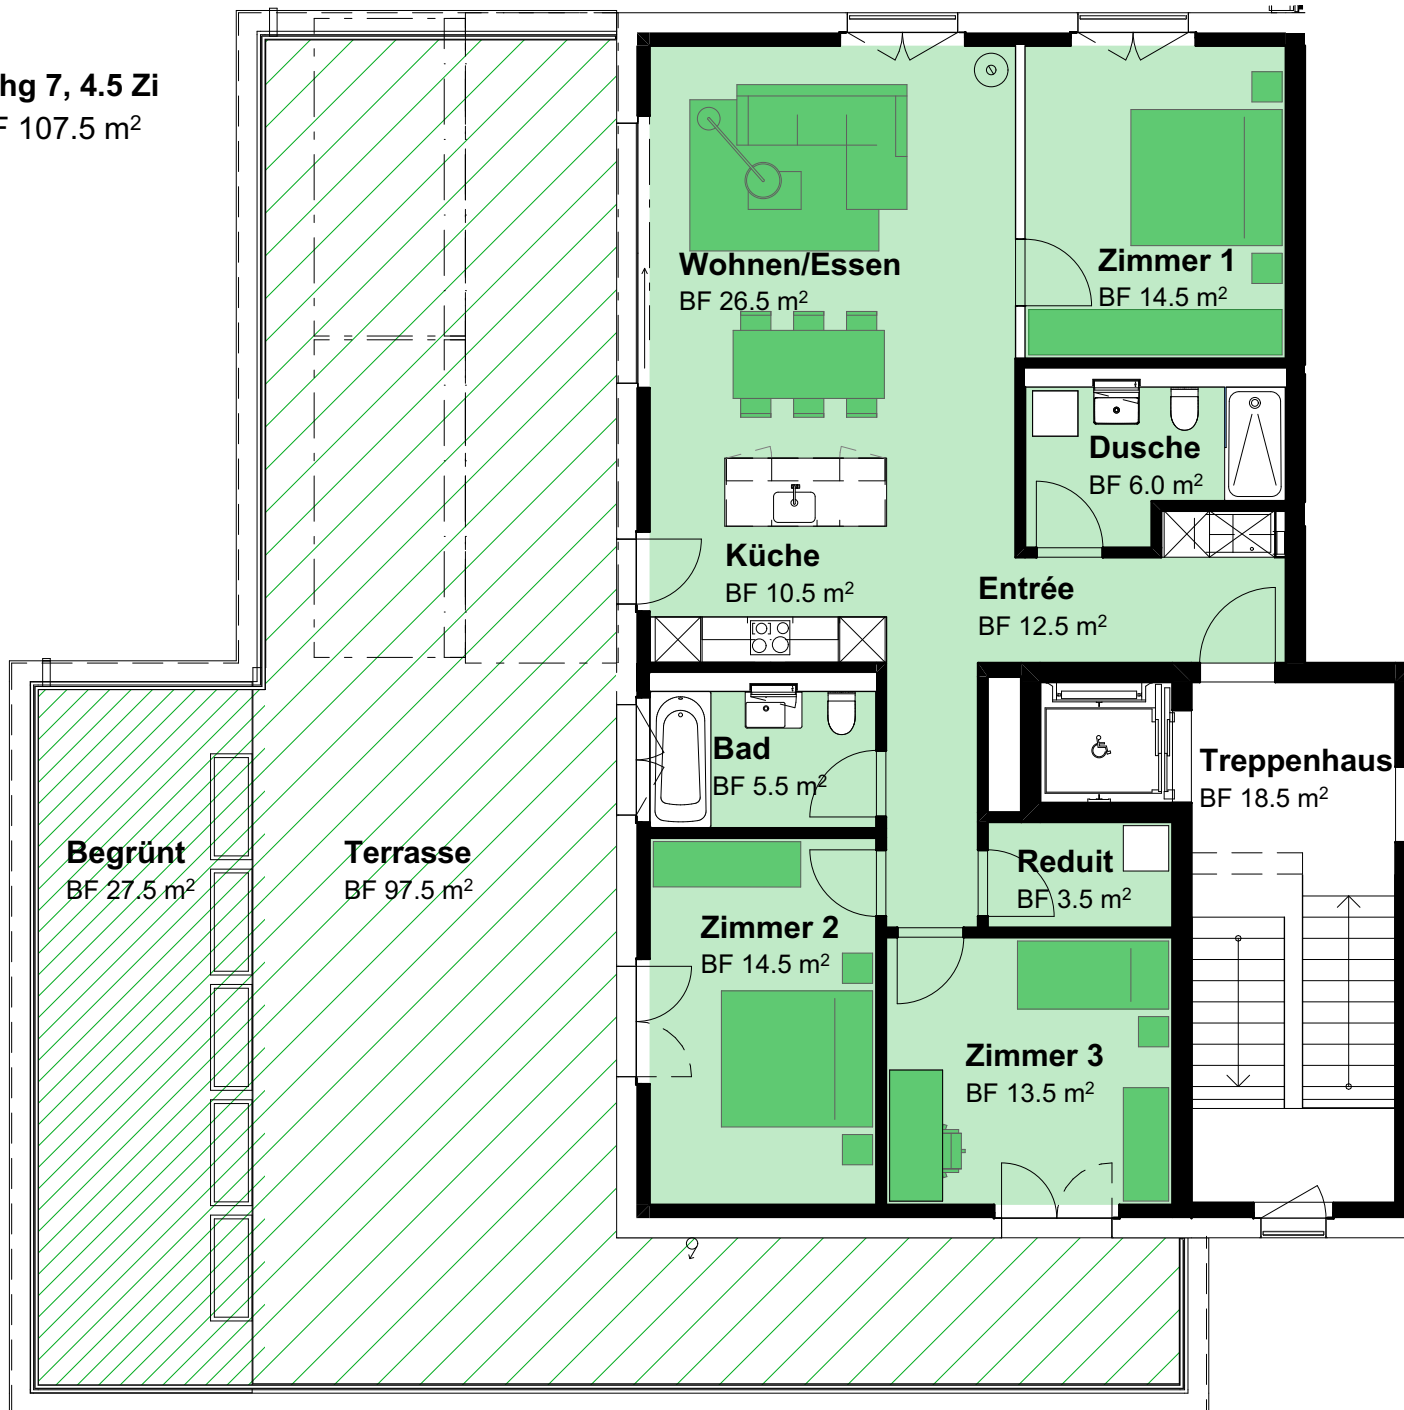 hg 7, 4.5 Zi
F 107.5 m²
Wohnen/Essen
BF 26.5 m²
Zimmer 1
BF 14.5 m²
Dusche
BF 6.0 m²
Küche
BF 10.5 m²
Entrée
BF 12.5 m²
Bad
BF 5.5 m²
Treppenhaus
BF 18.5 m²
Begrünt
BF 27.5 m²
Terrasse
BF 97.5 m²
Reduit
BF 3.5 m²
Zimmer 2
BF 14.5 m²
Zimmer 3
BF 13.5 m²